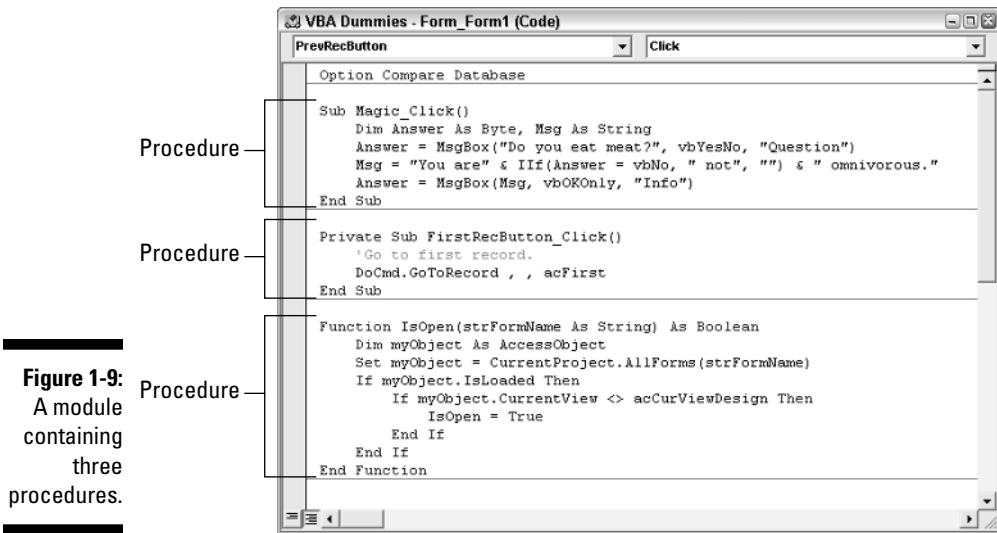 VBA Dummies - Form_Form1 (Code)
PrevRecButton
Click
Option Compare Database
Procedure
Sub Magic_Click()
Dim Answer As Byte, Msg As String
Answer = MsgBox("Do you eat meat?", vbYesNo, "Question")
Msg = "You are" & IIf(Answer = vbNo, " not", "") & " omnivorous."
Answer = MsgBox(Msg, vbOKOnly, "Info")
End Sub
Procedure
Private Sub FirstRecButton_Click()
'Go to first record.
DoCmd.GoToRecord , , acFirst
End Sub
Procedure
Function IsOpen(strFormName As String) As Boolean
Dim myObject As AccessObject
Set myObject = CurrentProject.AllForms(strFormName)
If myObject.IsLoaded Then
If myObject.CurrentView <> acCurViewDesign Then
IsOpen = True
End If
End If
End Function
Figure 1-9:
A module
containing
three
procedures.